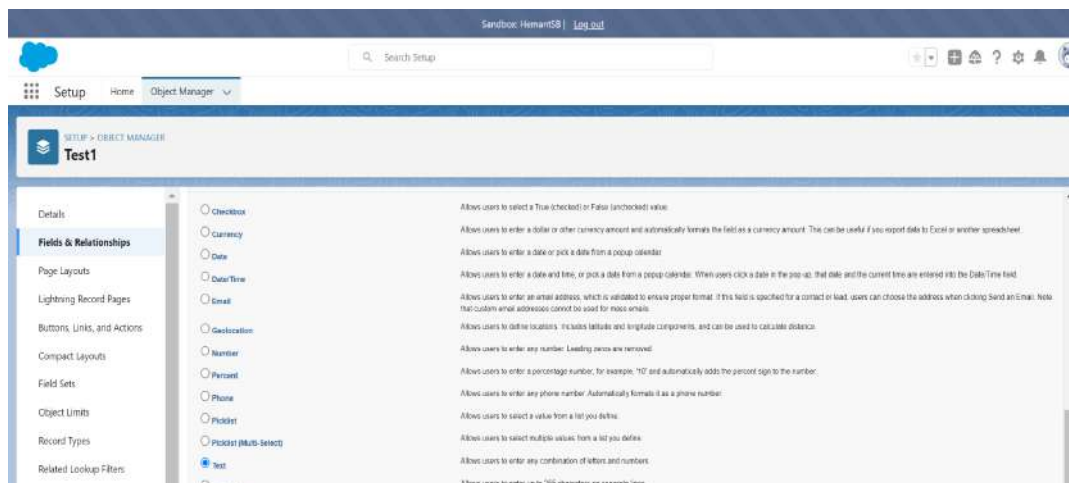 Sandbox: HemantSB | Log out
Search Setup
Setup Home Object Manager
SETUP > OBJECT MANAGER
Test1
Details
Fields & Relationships
Page Layouts
Lightning Record Pages
Buttons, Links, and Actions
Compact Layouts
Field Sets
Object Limits
Record Types
Related Lookup Filters
Checkbox Allows users to select a True (checked) or False (unchecked) value.
Currency Allows users to enter a dollar or other currency amount and automatically formats the field as a currency amount. This can be useful if you export data to Excel or another spreadsheet.
Date Allows users to enter a date or pick a date from a popup calendar.
Date/Time Allows users to enter a date and time, or pick a date from a popup calendar. When users click a date in the pop-up, that date and the current time are entered into the Date/Time field.
Email Allows users to enter an email address, which is validated to ensure proper format. If this field is specified for a contact or lead, users can choose the address when clicking Send an Email. Note
that custom email addresses cannot be used for mass emails.
Geolocation Allows users to define locations. Includes latitude and longitude components, and can be used to calculate distance.
Number Allows users to enter any number. Leading zeros are removed.
Percent Allows users to enter a percentage number, for example, '10' and automatically adds the percent sign to the number.
Phone Allows users to enter any phone number. Automatically formats it as a phone number.
Picklist Allows users to select a value from a list you define.
Picklist (Multi-Select) Allows users to select multiple values from a list you define.
Text Allows users to enter any combination of letters and numbers.